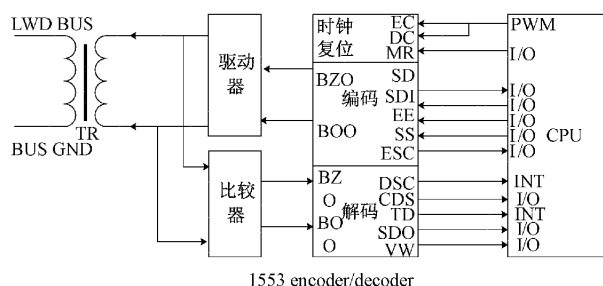 LWD BUS
TR
BUS GND
驱动器
比较器
时钟复位
EC
DC
MR
BZO
编码
BOO
SD
SDI
EE
SS
ESC
BZ
O
解码
BO
O
DSC
CDS
TD
SDO
VW
PWM
I/O
I/O
I/O
I/O
I/O
CPU
I/O
INT
I/O
INT
I/O
I/O
1553 encoder/decoder